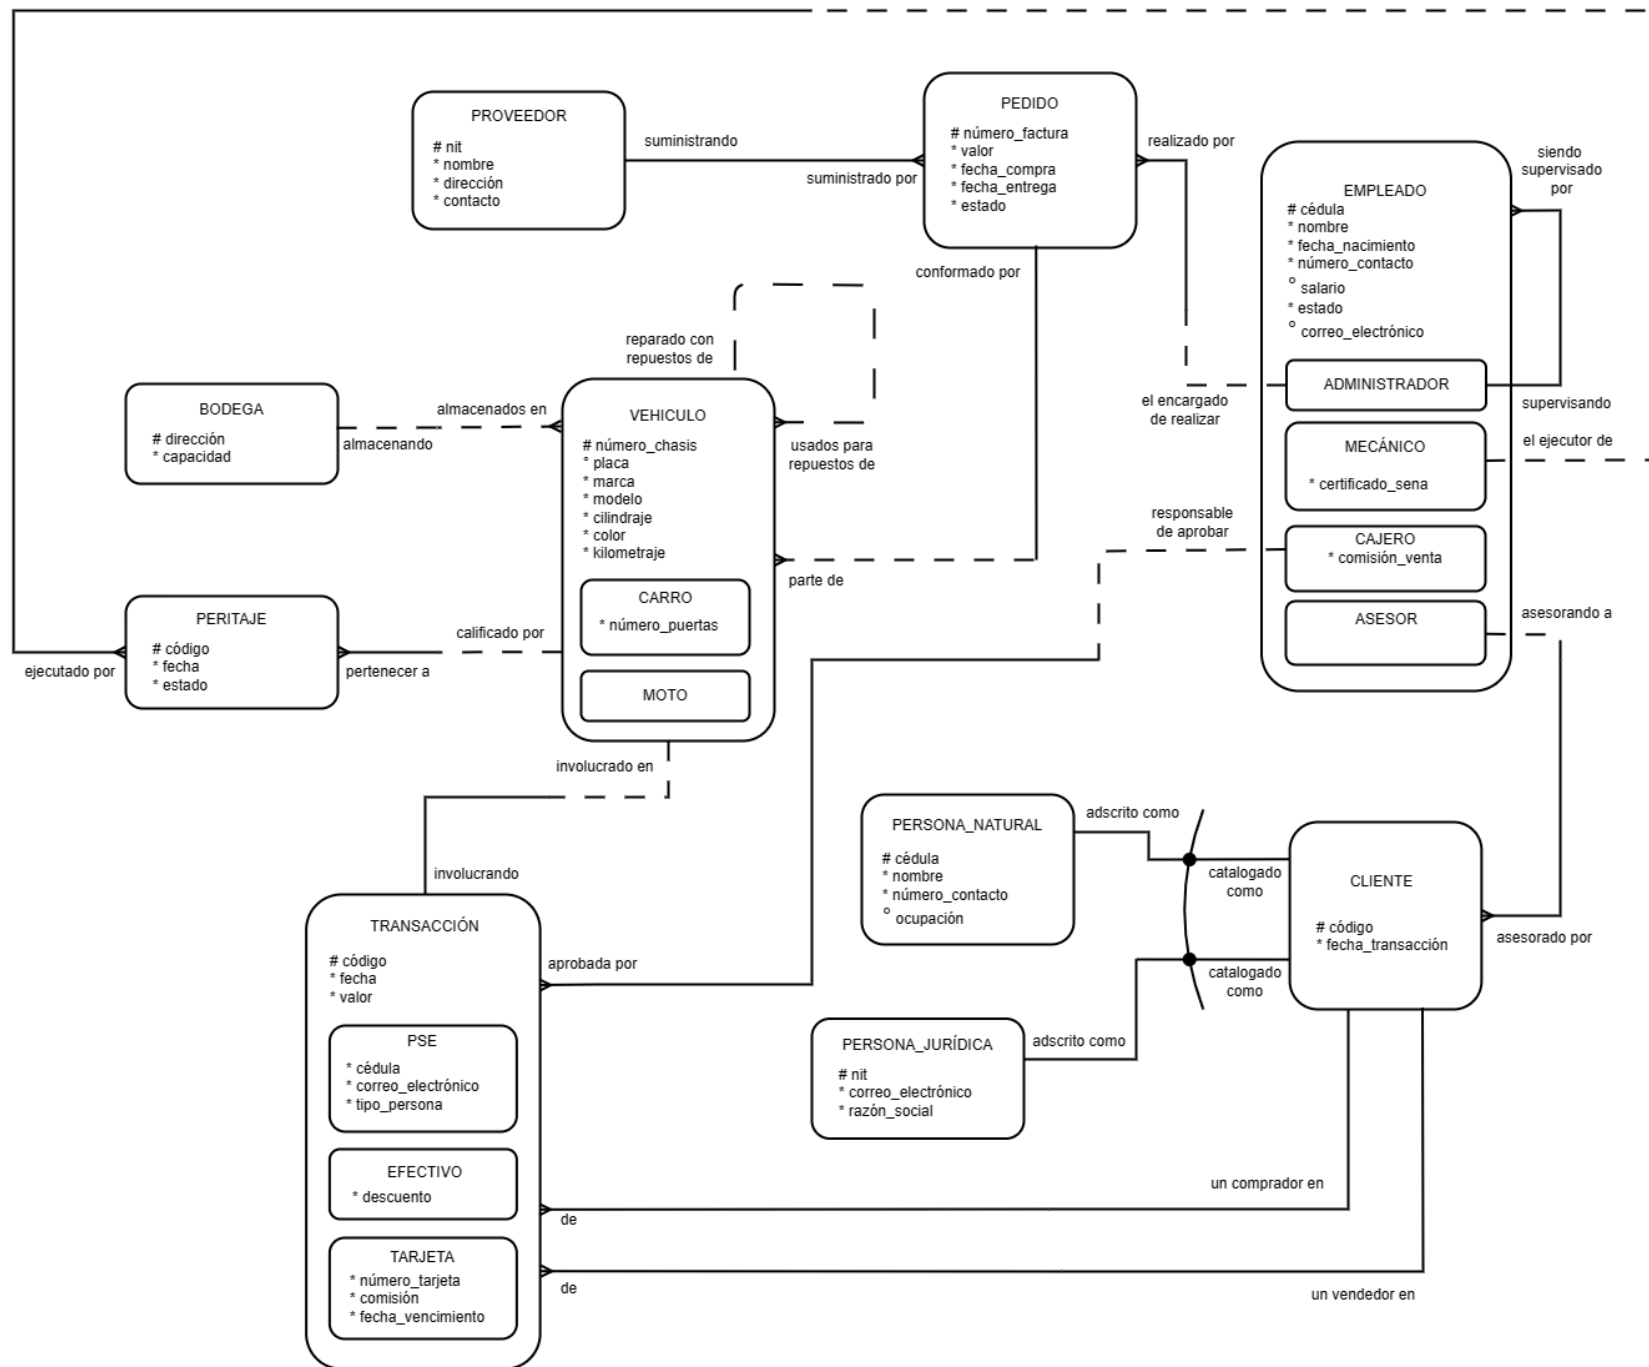 PROVEEDOR
# nit
* nombre
* dirección
* contacto
suministrando
suministrado por
PEDIDO
# número_factura
* valor
* fecha_compra
* fecha_entrega
* estado
realizado por
conformado por
EMPLEADO
# cédula
* nombre
* fecha_nacimiento
* número_contacto
° salario
* estado
° correo_electrónico
siendo
supervisado
por
ADMINISTRADOR
supervisando
el encargado
de realizar
MECÁNICO
* certificado_sena
el ejecutor de
CAJERO
* comisión_venta
responsable
de aprobar
ASESOR
asesorando a
reparado con
repuestos de
usados para
repuestos de
BODEGA
# dirección
* capacidad
almacenados en
almacenando
VEHICULO
# número_chasis
° placa
* marca
* modelo
* cilindraje
* color
* kilometraje
CARRO
* número_puertas
MOTO
parte de
PERITAJE
# código
* fecha
* estado
ejecutado por
calificado por
pertenecer a
involucrado en
involucrando
PERSONA_NATURAL
# cédula
* nombre
* número_contacto
° ocupación
adscrito como
catalogado
como
CLIENTE
# código
* fecha_transacción
asesorado por
catalogado
como
PERSONA_JURÍDICA
# nit
* correo_electrónico
* razón_social
adscrito como
TRANSACCIÓN
# código
* fecha
* valor
aprobada por
PSE
* cédula
* correo_electrónico
* tipo_persona
EFECTIVO
* descuento
TARJETA
* número_tarjeta
* comisión
* fecha_vencimiento
un comprador en
de
de
un vendedor en